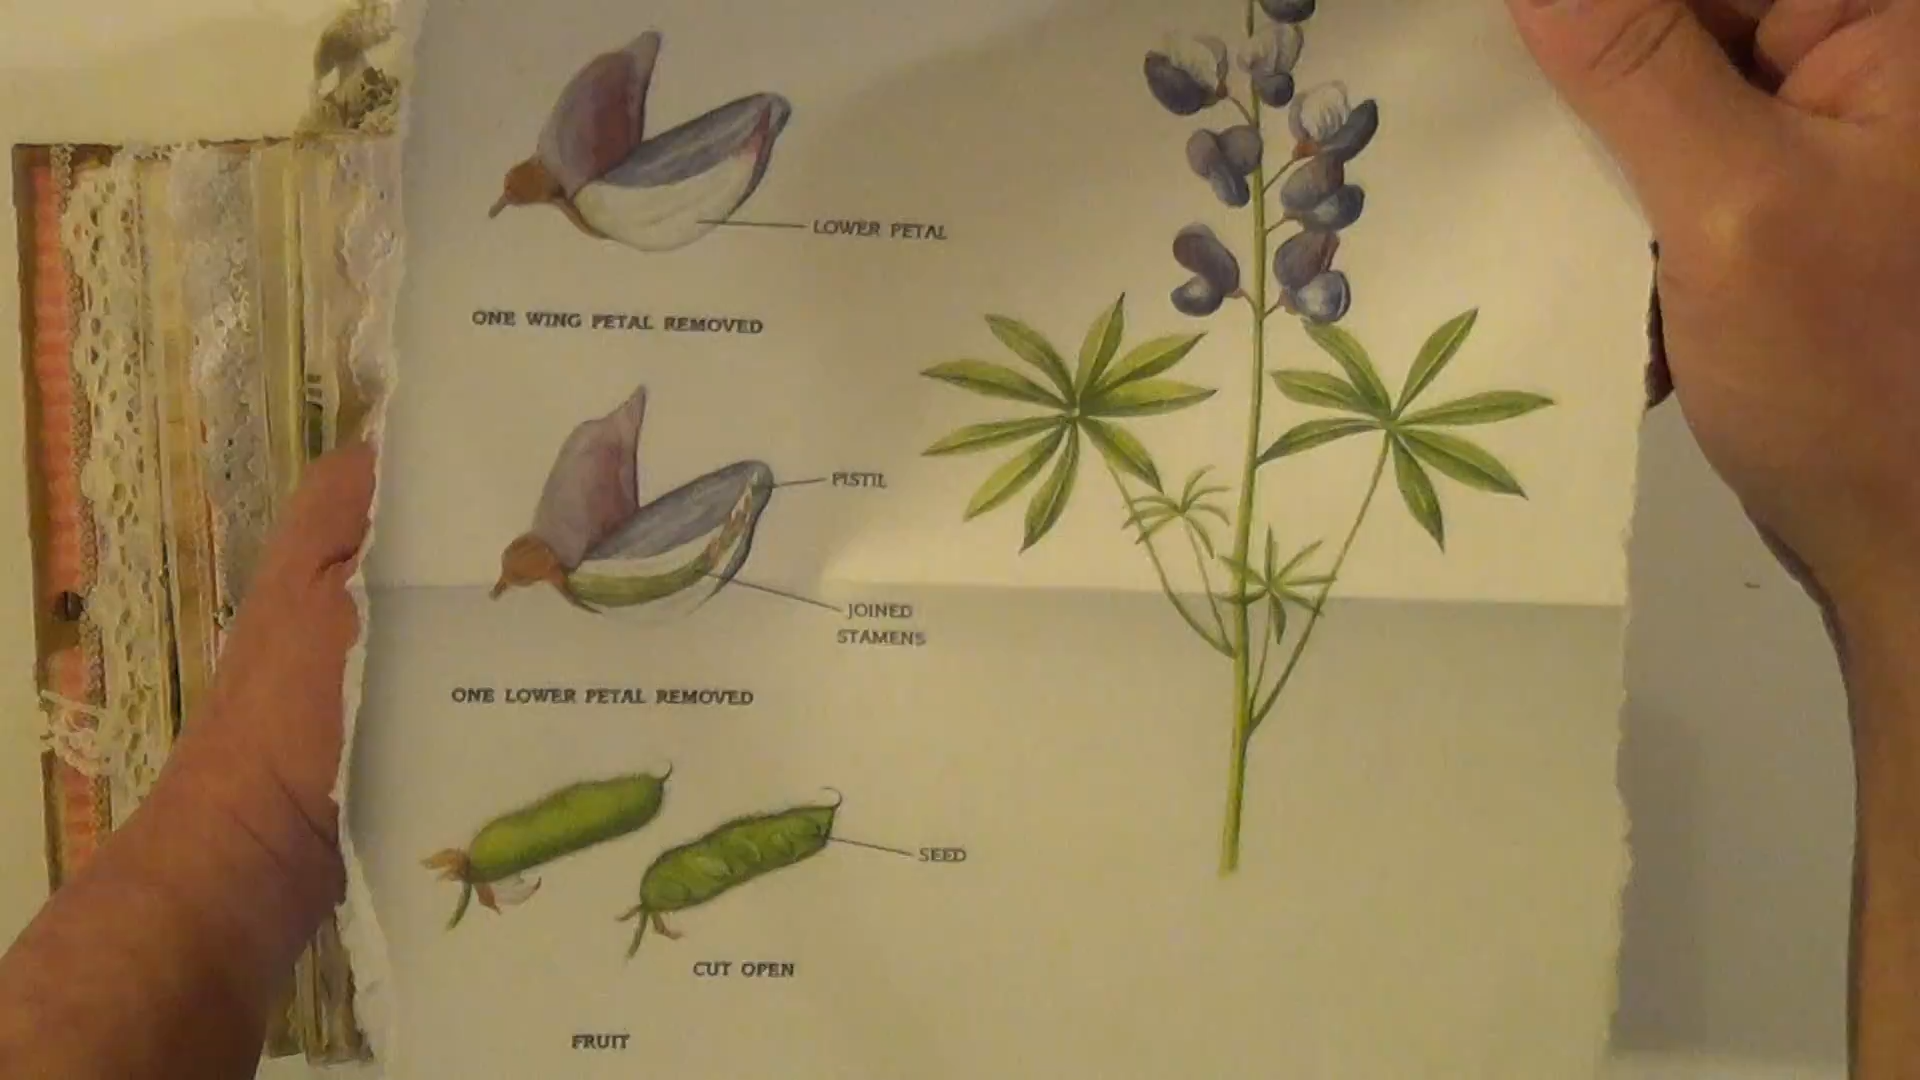 LOWER PETAL
ONE WING PETAL REMOVED
PISTIL
JOINED
STAMENS
ONE LOWER PETAL REMOVED
SEED
CUT OPEN
FRUIT